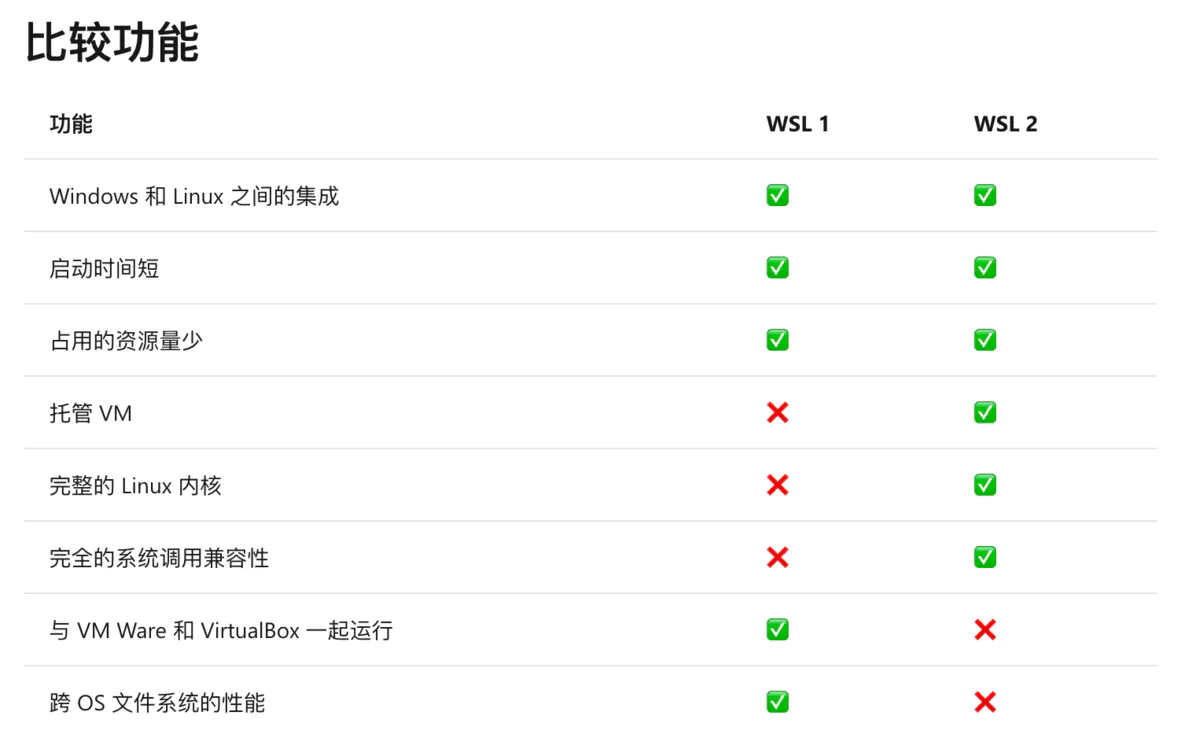 比较功能
功能 WSL 1 WSL 2
Windows 和 Linux 之间的集成 ✅ ✅
启动时间短 ✅ ✅
占用的资源量少 ✅ ✅
托管 VM ❌ ✅
完整的 Linux 内核 ❌ ✅
完全的系统调用兼容性 ❌ ✅
与 VM Ware 和 VirtualBox 一起运行 ✅ ❌
跨 OS 文件系统的性能 ✅ ❌